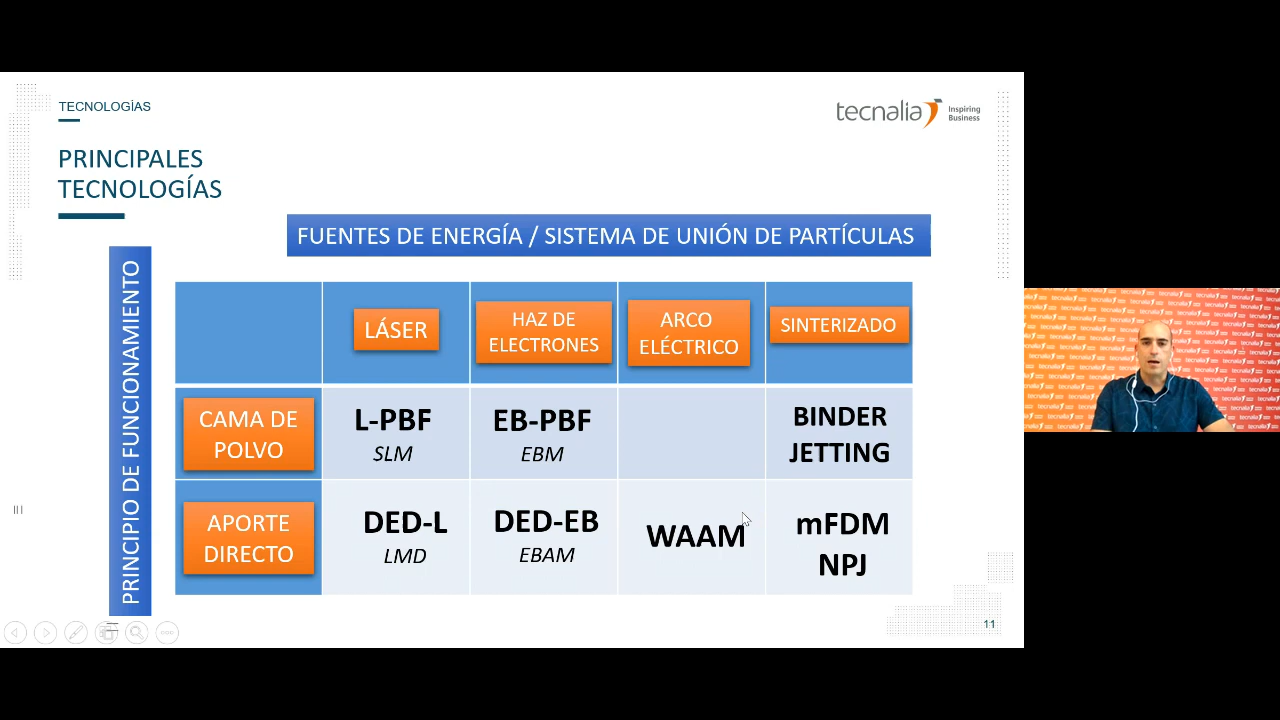 TECNOLOGÍAS
tecnalia Inspiring Business
PRINCIPALES
TECNOLOGÍAS
FUENTES DE ENERGÍA / SISTEMA DE UNIÓN DE PARTÍCULAS
PRINCIPIO DE FUNCIONAMIENTO
LÁSER
HAZ DE
ELECTRONES
ARCO
ELÉCTRICO
SINTERIZADO
CAMA DE
POLVO
L-PBF
SLM
EB-PBF
EBM
BINDER
JETTING
APORTE
DIRECTO
DED-L
LMD
DED-EB
EBAM
WAAM
mFDM
NPJ
11